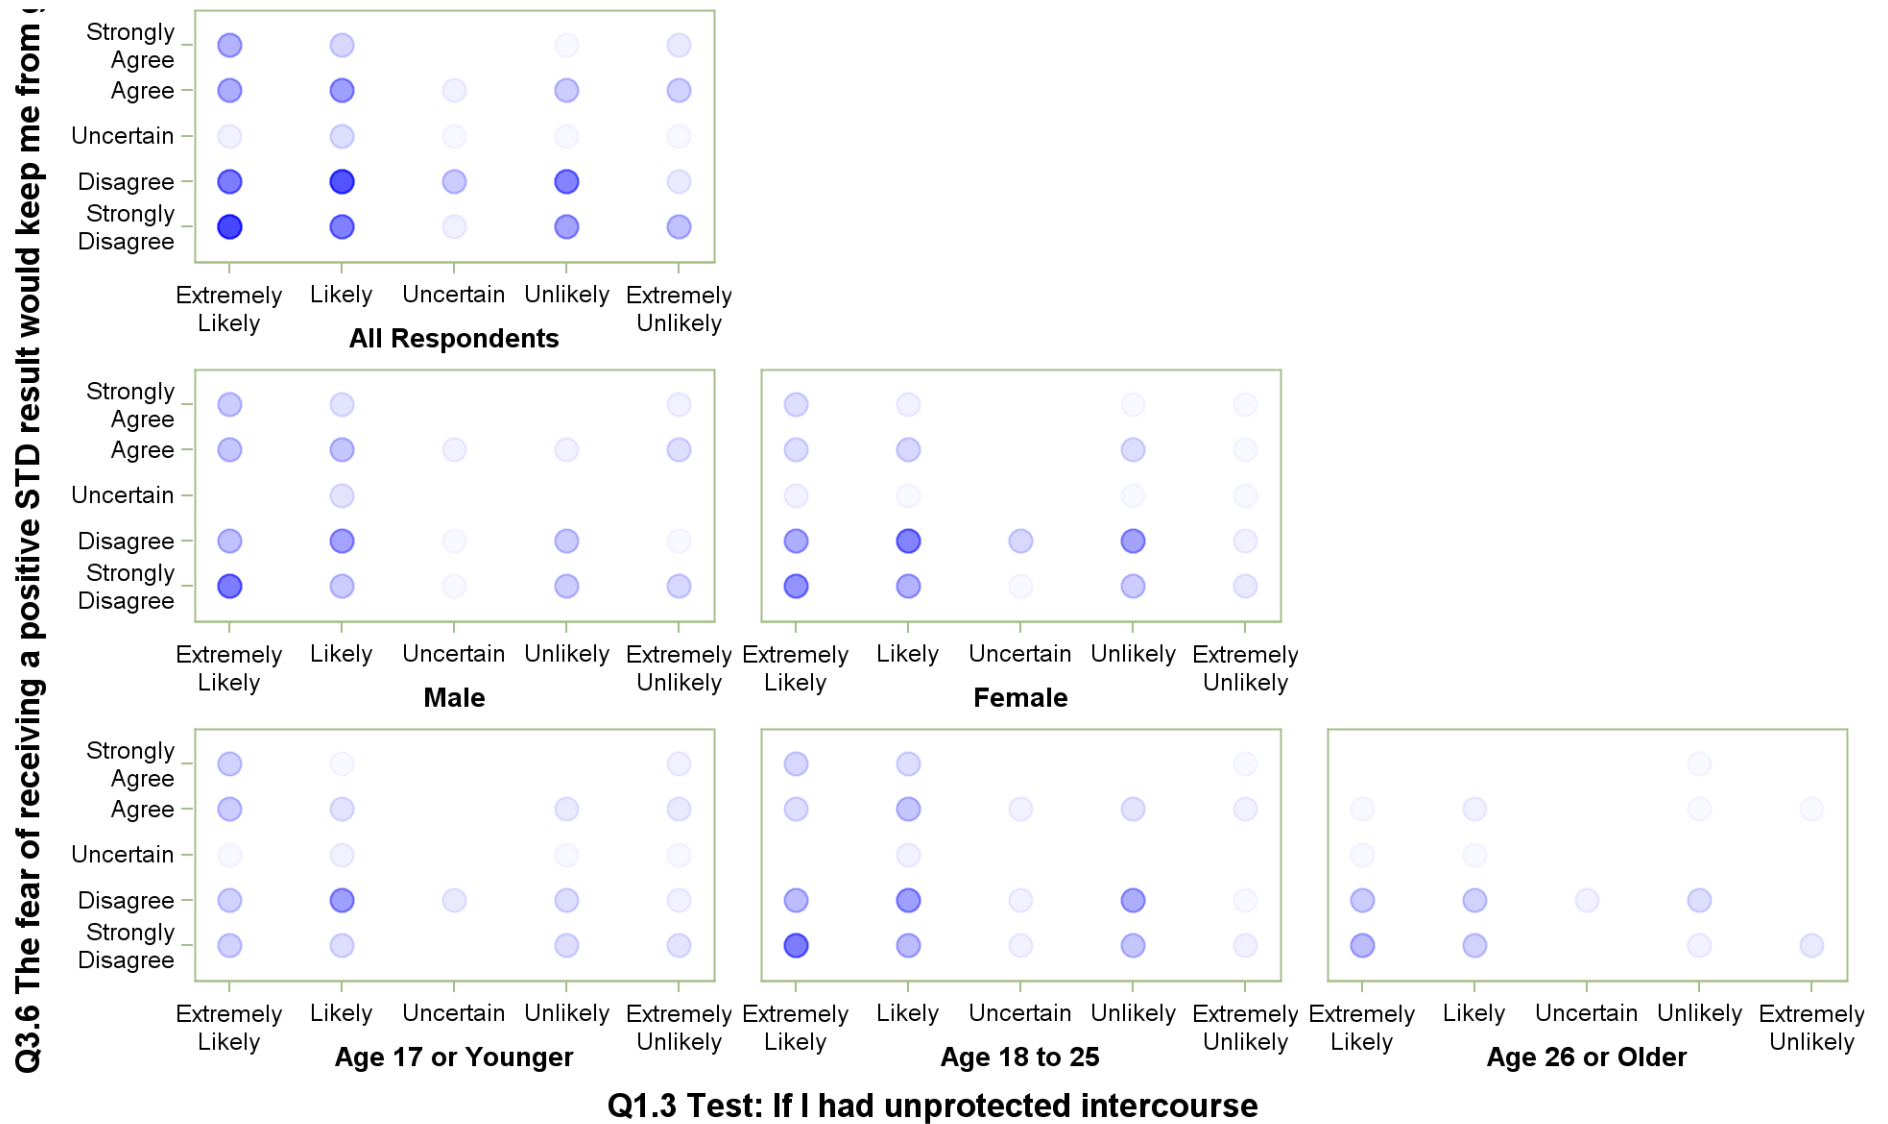 Q3.6 The fear of receiving a positive STD result would keep me from
Strongly
Agree
Agree
Uncertain
Disagree
Strongly
Disagree
Extremely
Likely
Likely
Uncertain
Unlikely
Extremely
Unlikely
All Respondents
Strongly
Agree
Agree
Uncertain
Disagree
Strongly
Disagree
Extremely
Likely
Likely
Uncertain
Unlikely
Extremely
Unlikely
Male
Extremely
Likely
Likely
Uncertain
Unlikely
Extremely
Unlikely
Female
Strongly
Agree
Agree
Uncertain
Disagree
Strongly
Disagree
Extremely
Likely
Likely
Uncertain
Unlikely
Extremely
Unlikely
Age 17 or Younger
Extremely
Likely
Likely
Uncertain
Unlikely
Extremely
Unlikely
Age 18 to 25
Extremely
Likely
Likely
Uncertain
Unlikely
Extremely
Unlikely
Age 26 or Older
Q1.3 Test: If I had unprotected intercourse